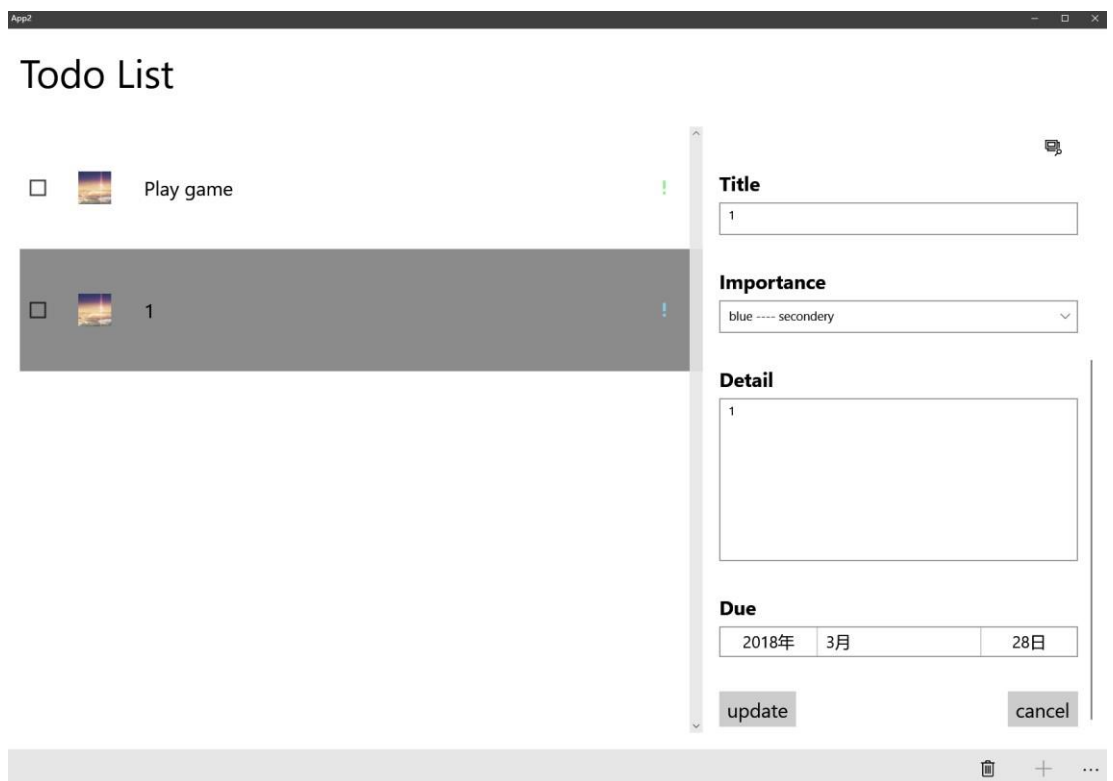 App2
Todo List
Play game
1
Title
1
Importance
blue ---- secondery
Detail
1
Due
2018年 3月 28日
update cancel